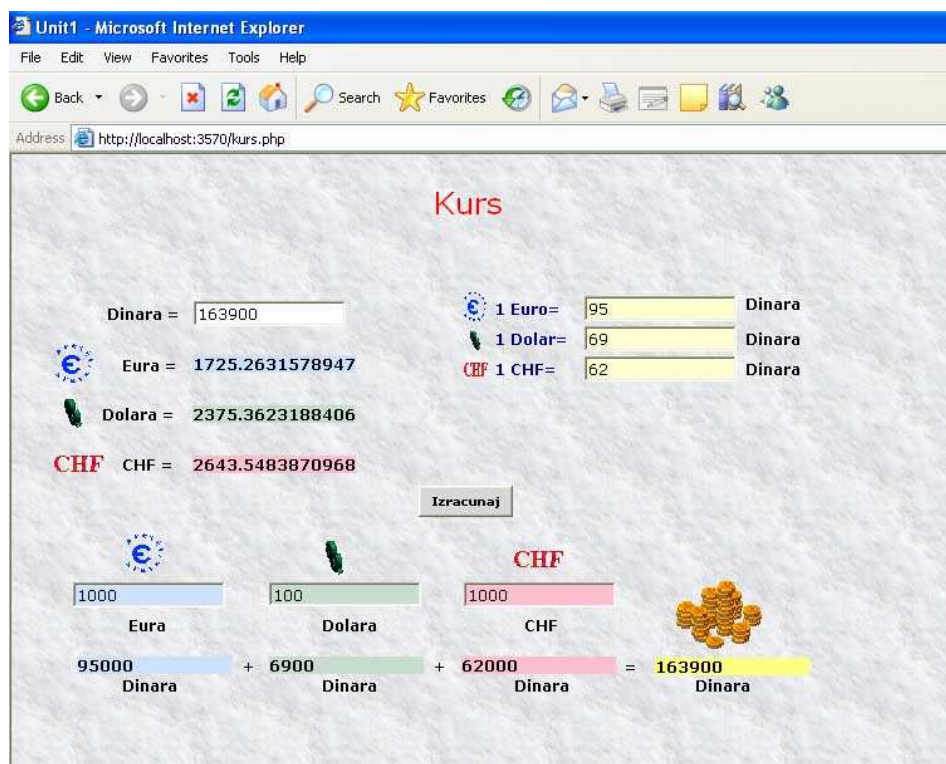 Unit1 - Microsoft Internet Explorer
File Edit View Favorites Tools Help
Back Search Favorites
Address http://localhost:3570/kurs.php
Kurs
Dinara = 163900
€ Eura = 1725.2631578947
Dolara = 2375.3623188406
CHF CHF = 2643.5483870968
€ 1 Euro= 95 Dinara
1 Dolar= 69 Dinara
CHF 1 CHF= 62 Dinara
Izracunaj
€ CHF
1000 100 1000
Eura Dolara CHF
95000 + 6900 + 62000 = 163900
Dinara Dinara Dinara Dinara